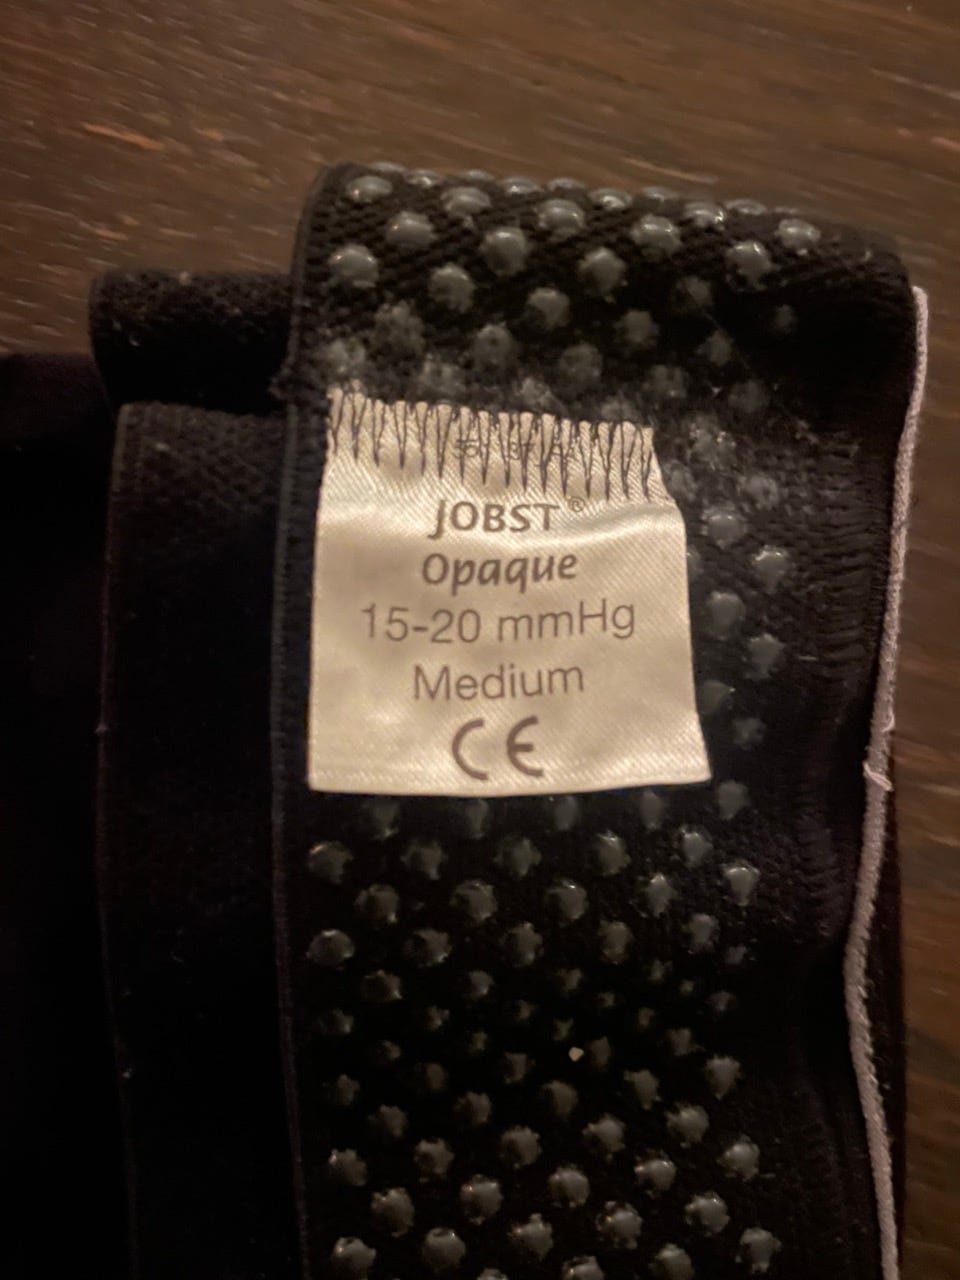 JOBST®
Opaque
15-20 mmHg
Medium
CE